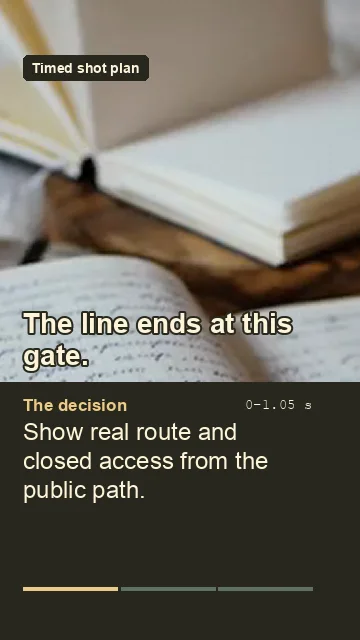 Timed shot plan
The line ends at this
gate.
The decision
0–1.05 s
Show real route and
closed access from the
public path.